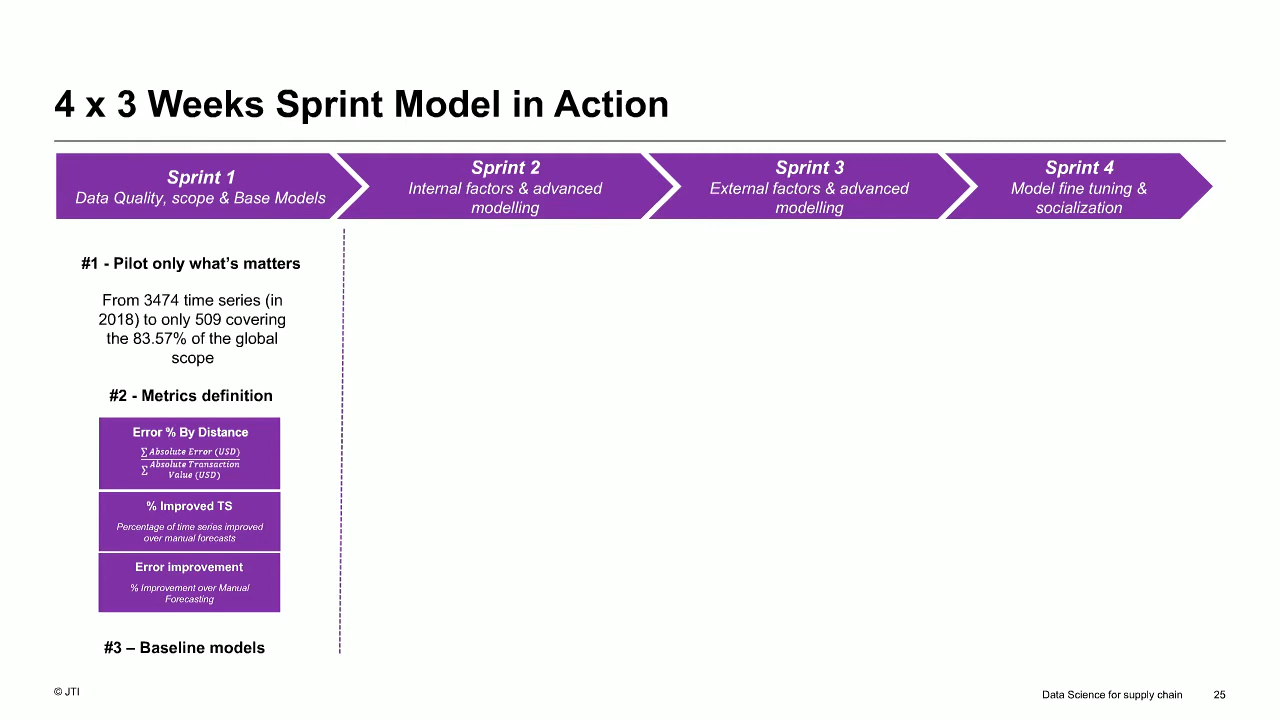 4 x 3 Weeks Sprint Model in Action
Sprint 1
Data Quality, scope & Base Models
Sprint 2
Internal factors & advanced
modelling
Sprint 3
External factors & advanced
modelling
Sprint 4
Model fine tuning &
socialization
#1 - Pilot only what's matters
From 3474 time series (in
2018) to only 509 covering
the 83.57% of the global
scope
#2 - Metrics definition
Error % By Distance
∑ Absolute Error (USD)
∑ Absolute Transaction
Value (USD)
% Improved TS
Percentage of time series improved
over manual forecasts
Error improvement
% Improvement over Manual
Forecasting
#3 – Baseline models
© JTI
Data Science for supply chain 25